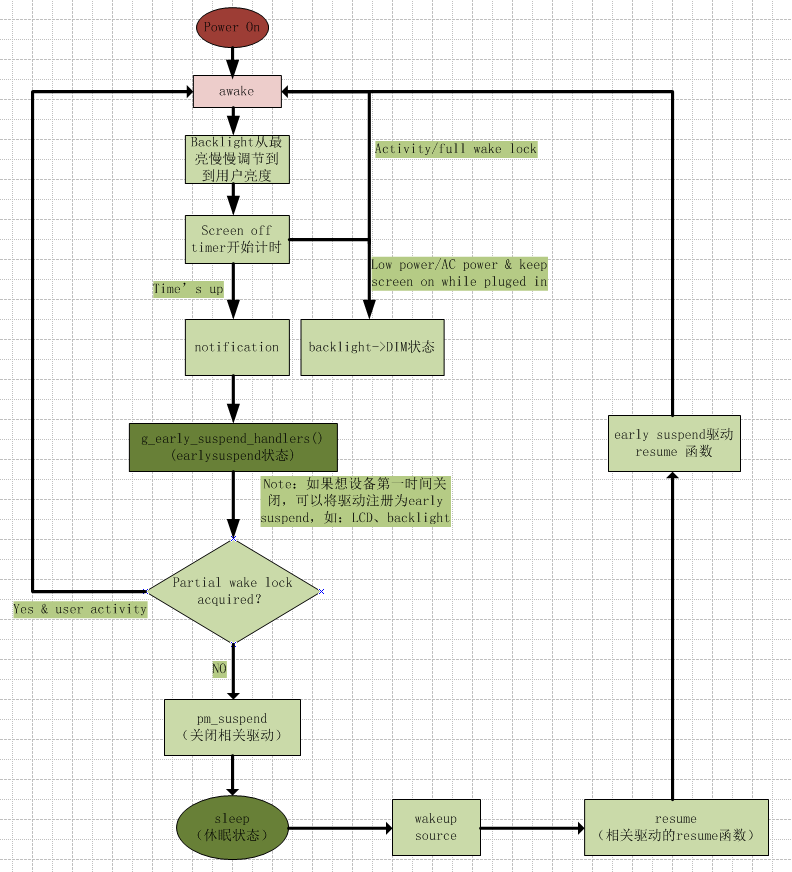 Power On
awake
Backlight从最
亮慢慢调节到
到用户亮度
Activity/full wake lock
Screen off
timer开始计时
Low power/AC power & keep
screen on while pluged in
Time’s up
notification
backlight->DIM状态
g_early_suspend_handlers()
(earlysuspend状态)
early suspend驱动
resume 函数
Note：如果想设备第一时间关
闭，可以将驱动注册为early
suspend，如：LCD、backlight
Partial wake lock
acquired?
Yes & user activity
NO
pm_suspend
（关闭相关驱动）
sleep
（休眠状态）
wakeup
source
resume
（相关驱动的resume函数）